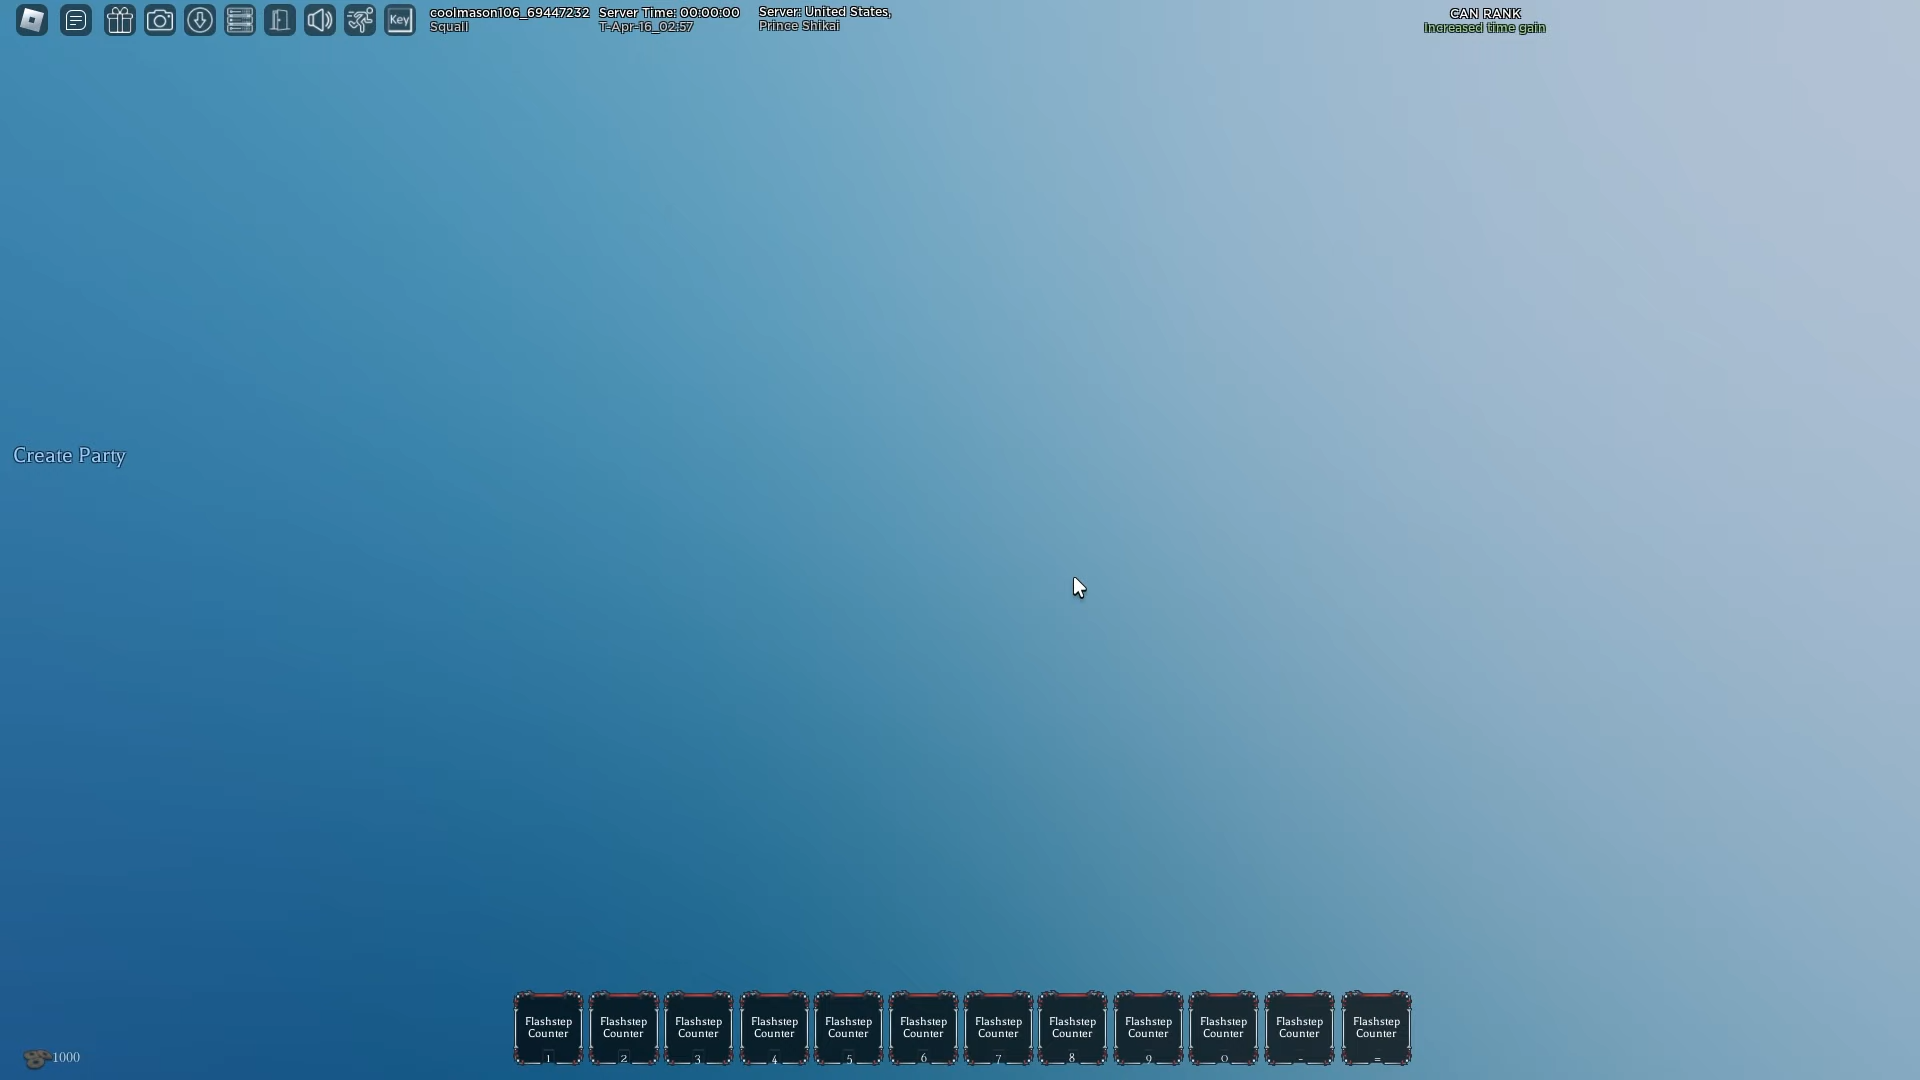 Key
coolmason106_69447232
Squall
Server Time: 00:00:00
T-Apr-16_02:57
Server: United States,
Prince Shikai
CAN RANK
Increased time gain
Create Party
Flashstep
Counter
1
Flashstep
Counter
2
Flashstep
Counter
3
Flashstep
Counter
4
Flashstep
Counter
5
Flashstep
Counter
6
Flashstep
Counter
7
Flashstep
Counter
8
Flashstep
Counter
9
Flashstep
Counter
0
Flashstep
Counter
-
Flashstep
Counter
=
1000